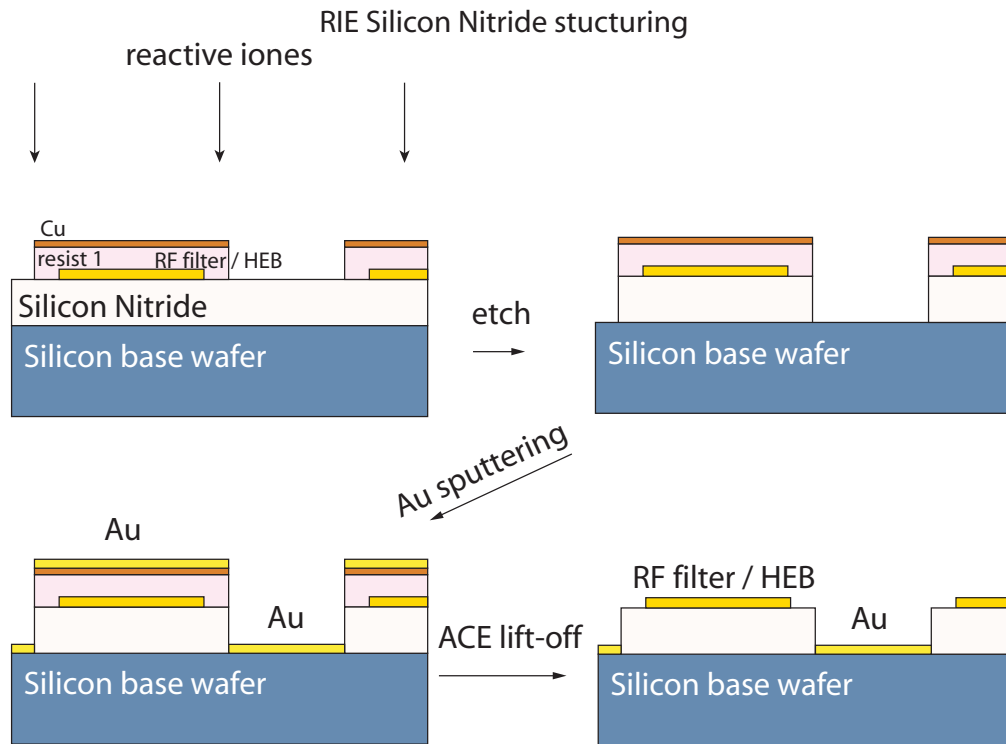 RIE Silicon Nitride stucturing
reactive iones
Cu
resist 1
RF filter / HEB
Silicon Nitride
Silicon base wafer
etch
Silicon base wafer
Au sputtering
Au
Au
Silicon base wafer
ACE lift-off
RF filter / HEB
Au
Silicon base wafer